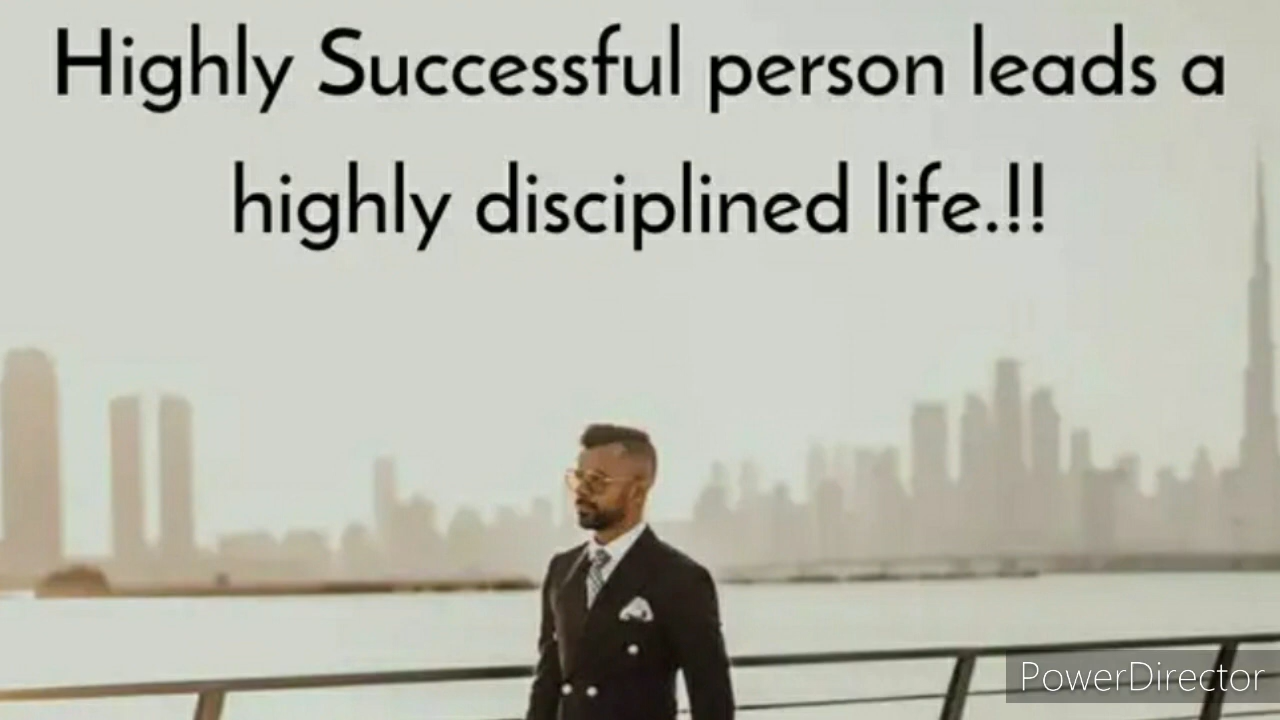 Highly Successful person leads a
highly disciplined life.!!
PowerDirector